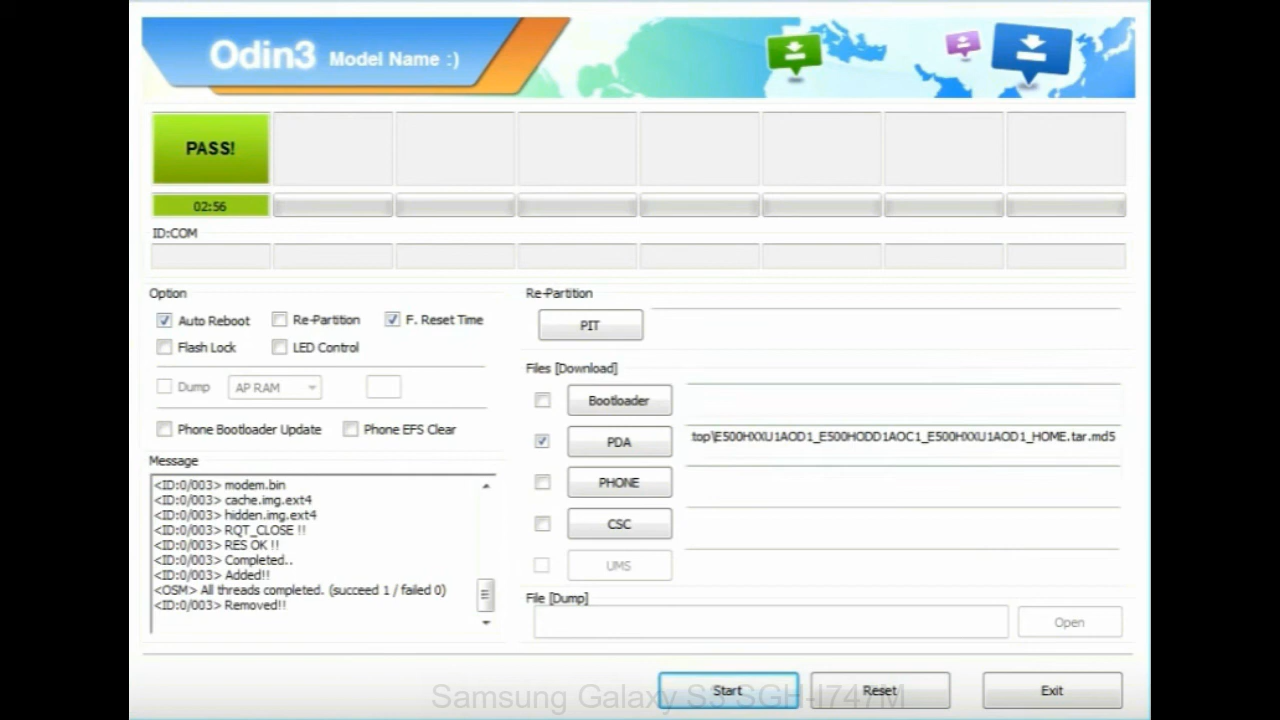 Odin3 Model Name :)
PASS!
02:56
ID:COM
Option
Auto Reboot Re-Partition F. Reset Time
Flash Lock LED Control
Dump AP RAM
Phone Bootloader Update Phone EFS Clear
Message
<ID:0/003> modem.bin
<ID:0/003> cache.img.ext4
<ID:0/003> hidden.img.ext4
<ID:0/003> RQT_CLOSE !!
<ID:0/003> RES OK !!
<ID:0/003> Completed..
<ID:0/003> Added!!
<OSM> All threads completed. (succeed 1 / failed 0)
<ID:0/003> Removed!!
Re-Partition
PIT
Files [Download]
Bootloader
PDA top\E500HXXU1AOD1_E500HODD1AOC1_E500HXXU1AOD1_HOME.tar.md5
PHONE
CSC
UMS
File [Dump]
Open
Start Reset Exit
Samsung Galaxy S3 SGH-I747M